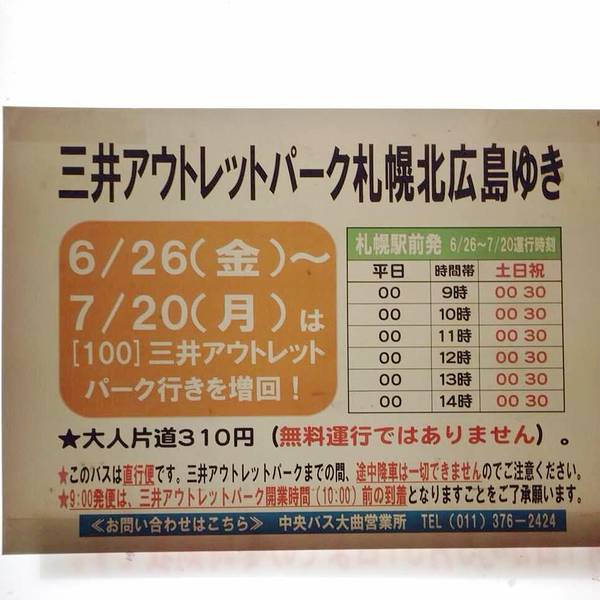 三井アウトレットパーク札幌北広島ゆき
6/26(金)～
7/20(月)は
[100]三井アウトレット
パーク行きを増回!
札幌駅前発 6/26～7/20運行時刻
平日 時間帯 土日祝
00 9時 00 30
00 10時 00 30
00 11時 00 30
00 12時 00 30
00 13時 00 30
00 14時 00 30
★大人片道310円(無料運行ではありません)。
★このバスは直行便です。三井アウトレットパークまでの間、途中降車は一切できませんのでご注意ください。
★9:00発便は、三井アウトレットパーク開業時間(10:00)前の到着となりますことをご了承願います。
≪お問い合わせはこちら≫ 中央バス大曲営業所 TEL(011)376-2424